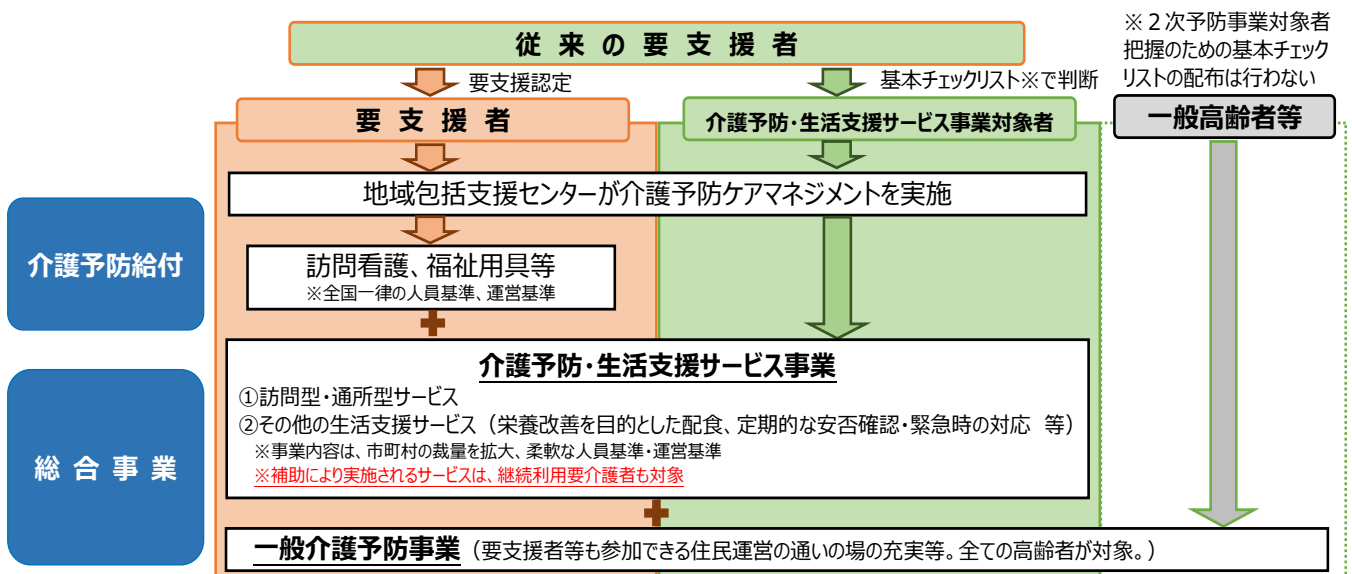 従来の要支援者
※２次予防事業対象者
把握のための基本チェック
リストの配布は行わない
要支援認定
基本チェックリスト※で判断
要支援者
介護予防・生活支援サービス事業対象者
一般高齢者等
地域包括支援センターが介護予防ケアマネジメントを実施
介護予防給付
訪問看護、福祉用具等
※全国一律の人員基準、運営基準
総合事業
介護予防・生活支援サービス事業
①訪問型・通所型サービス
②その他の生活支援サービス（栄養改善を目的とした配食、定期的な安否確認・緊急時の対応 等）
※事業内容は、市町村の裁量を拡大、柔軟な人員基準・運営基準
※補助により実施されるサービスは、継続利用要介護者も対象
一般介護予防事業（要支援者等も参加できる住民運営の通いの場の充実等。全ての高齢者が対象。）